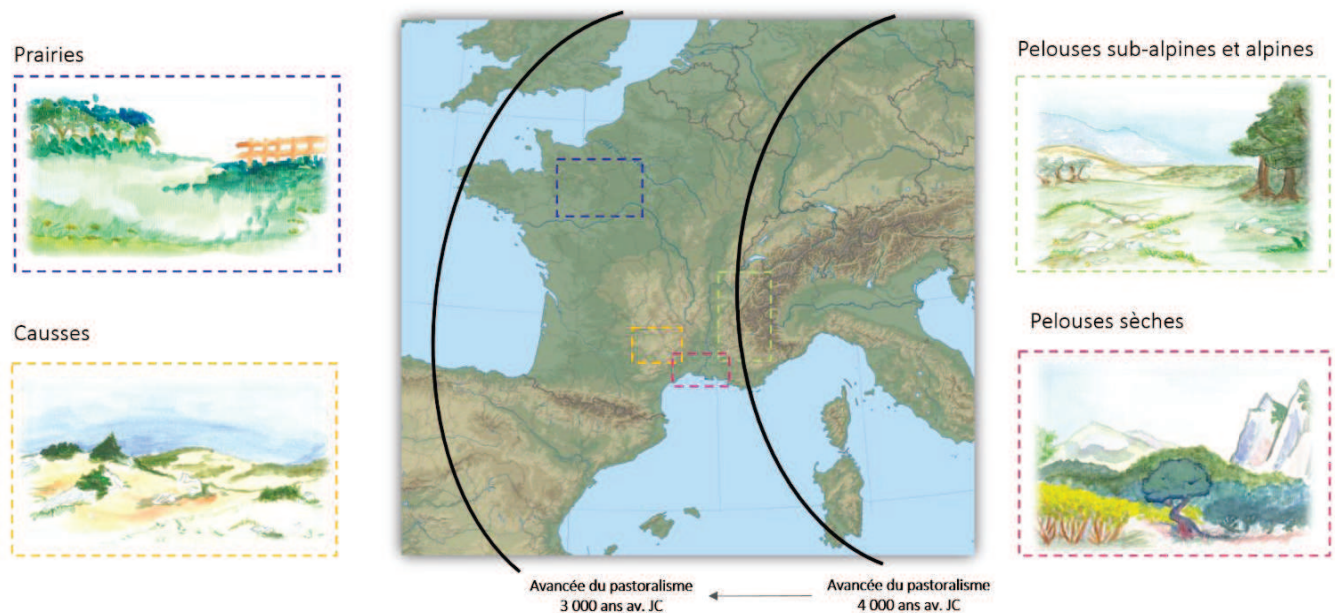 Prairies
Causses
Pelouses sub-alpines et alpines
Pelouses sèches
Avancée du pastoralisme
3 000 ans av. JC
Avancée du pastoralisme
4 000 ans av. JC